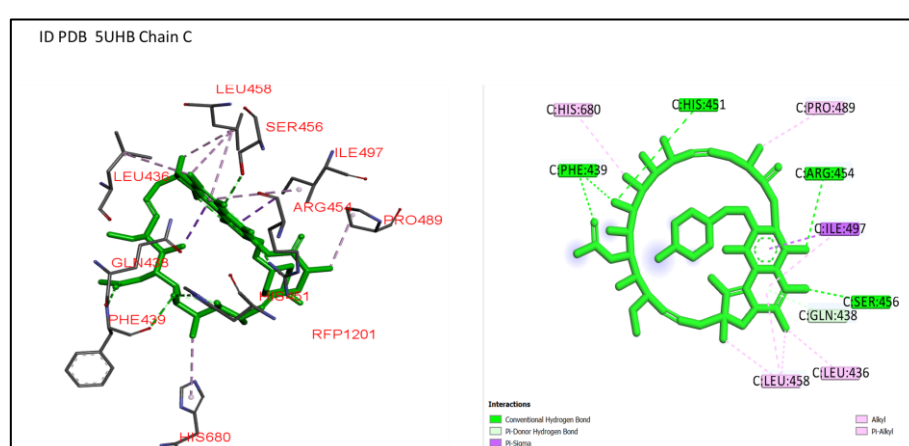 ID PDB 5UHB Chain C
LEU458
SER456
ILE497
LEU436
ARG454
PRO489
GLN438
HIS451
PHE439
RFP1201
HIS680
C:HIS:451
C:HIS:680
C:PRO:489
C:PHE:439
C:ARG:454
C:ILE:497
C:SER:456
C:GLN:438
C:LEU:436
C:LEU:458
Interactions
Conventional Hydrogen Bond
Pi-Donor Hydrogen Bond
Pi-Sigma
Alkyl
Pi-Alkyl